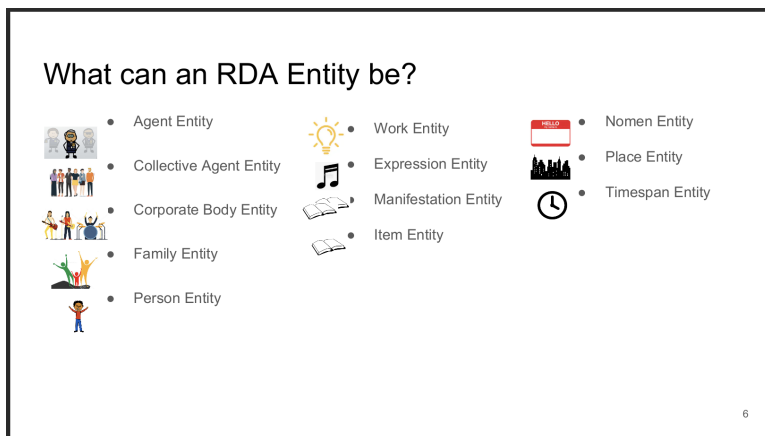 What can an RDA Entity be?
Agent Entity
Collective Agent Entity
Corporate Body Entity
Family Entity
Person Entity
Work Entity
Expression Entity
Manifestation Entity
Item Entity
HELLO
Nomen Entity
Place Entity
Timespan Entity
6